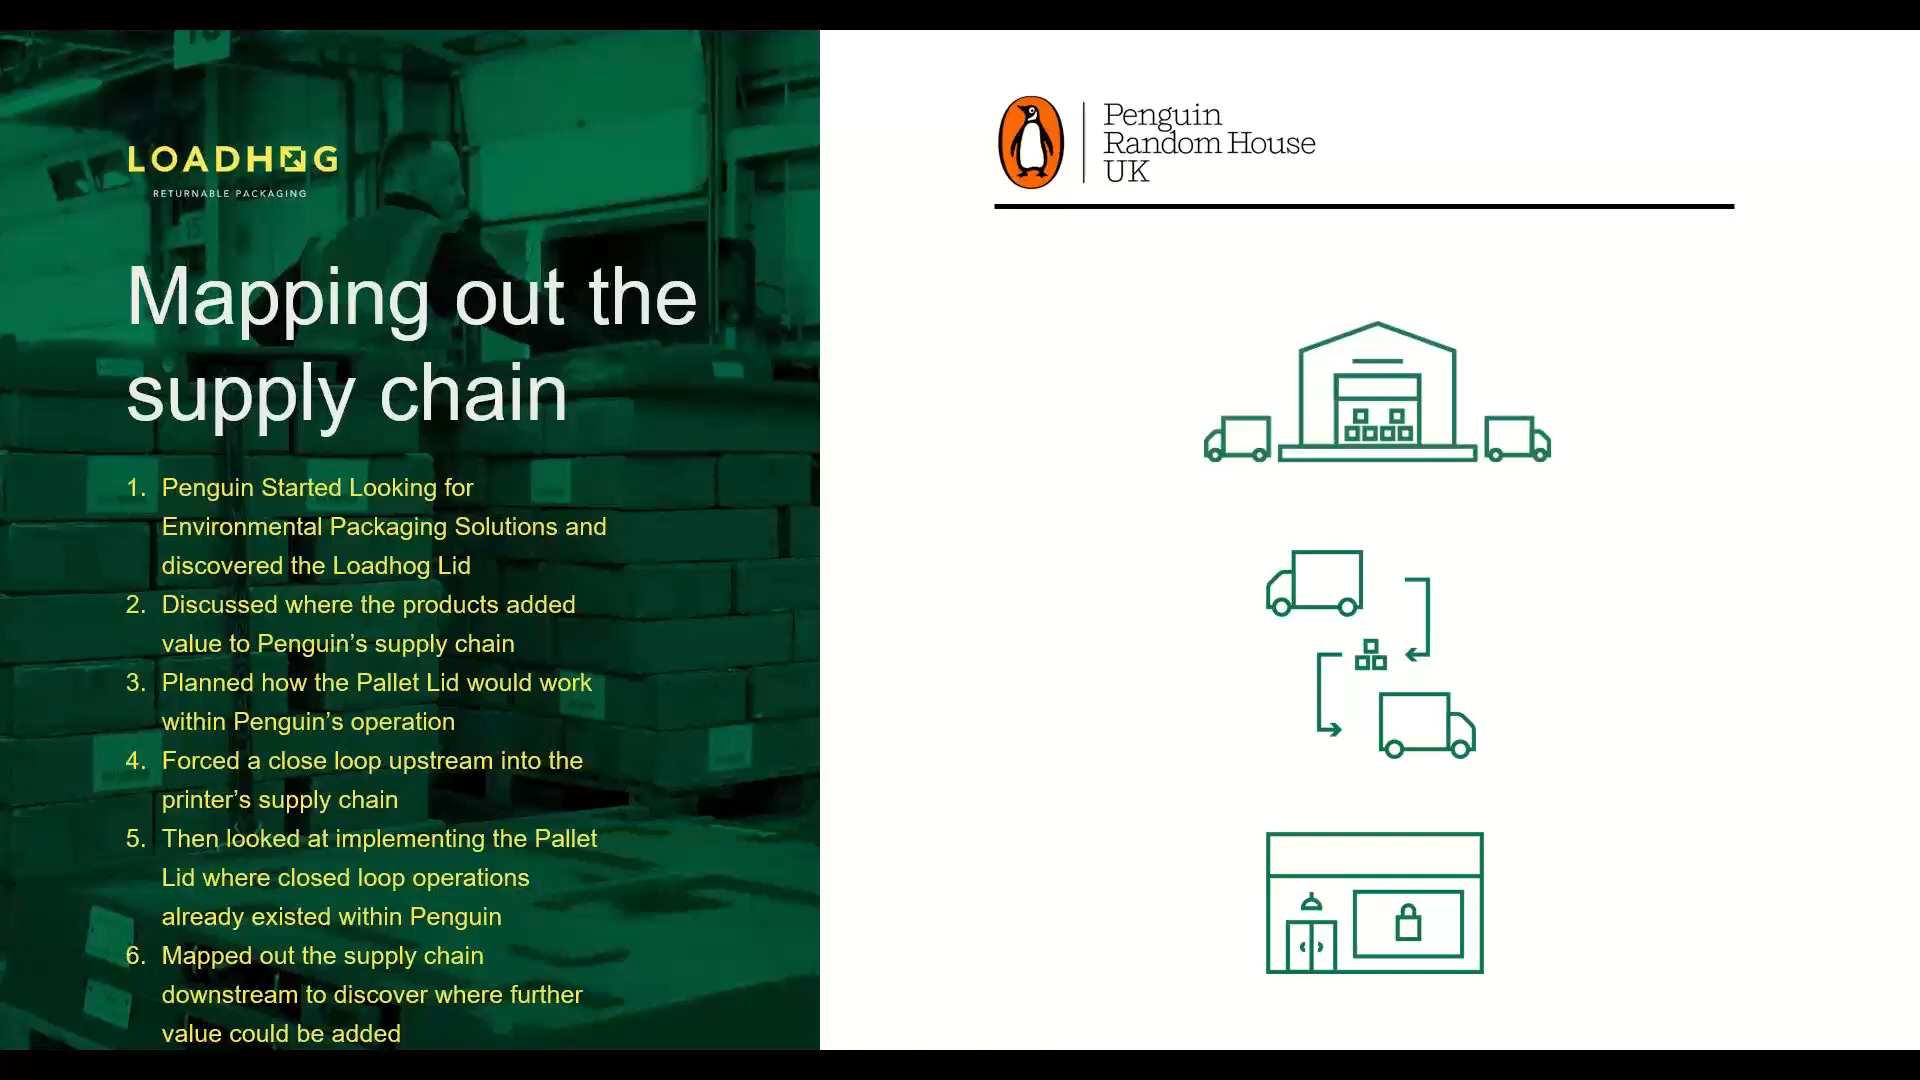 LOADHOG
RETURNABLE PACKAGING
Mapping out the
supply chain
1. Penguin Started Looking for
Environmental Packaging Solutions and
discovered the Loadhog Lid
2. Discussed where the products added
value to Penguin’s supply chain
3. Planned how the Pallet Lid would work
within Penguin’s operation
4. Forced a close loop upstream into the
printer’s supply chain
5. Then looked at implementing the Pallet
Lid where closed loop operations
already existed within Penguin
6. Mapped out the supply chain
downstream to discover where further
value could be added
Penguin
Random House
UK